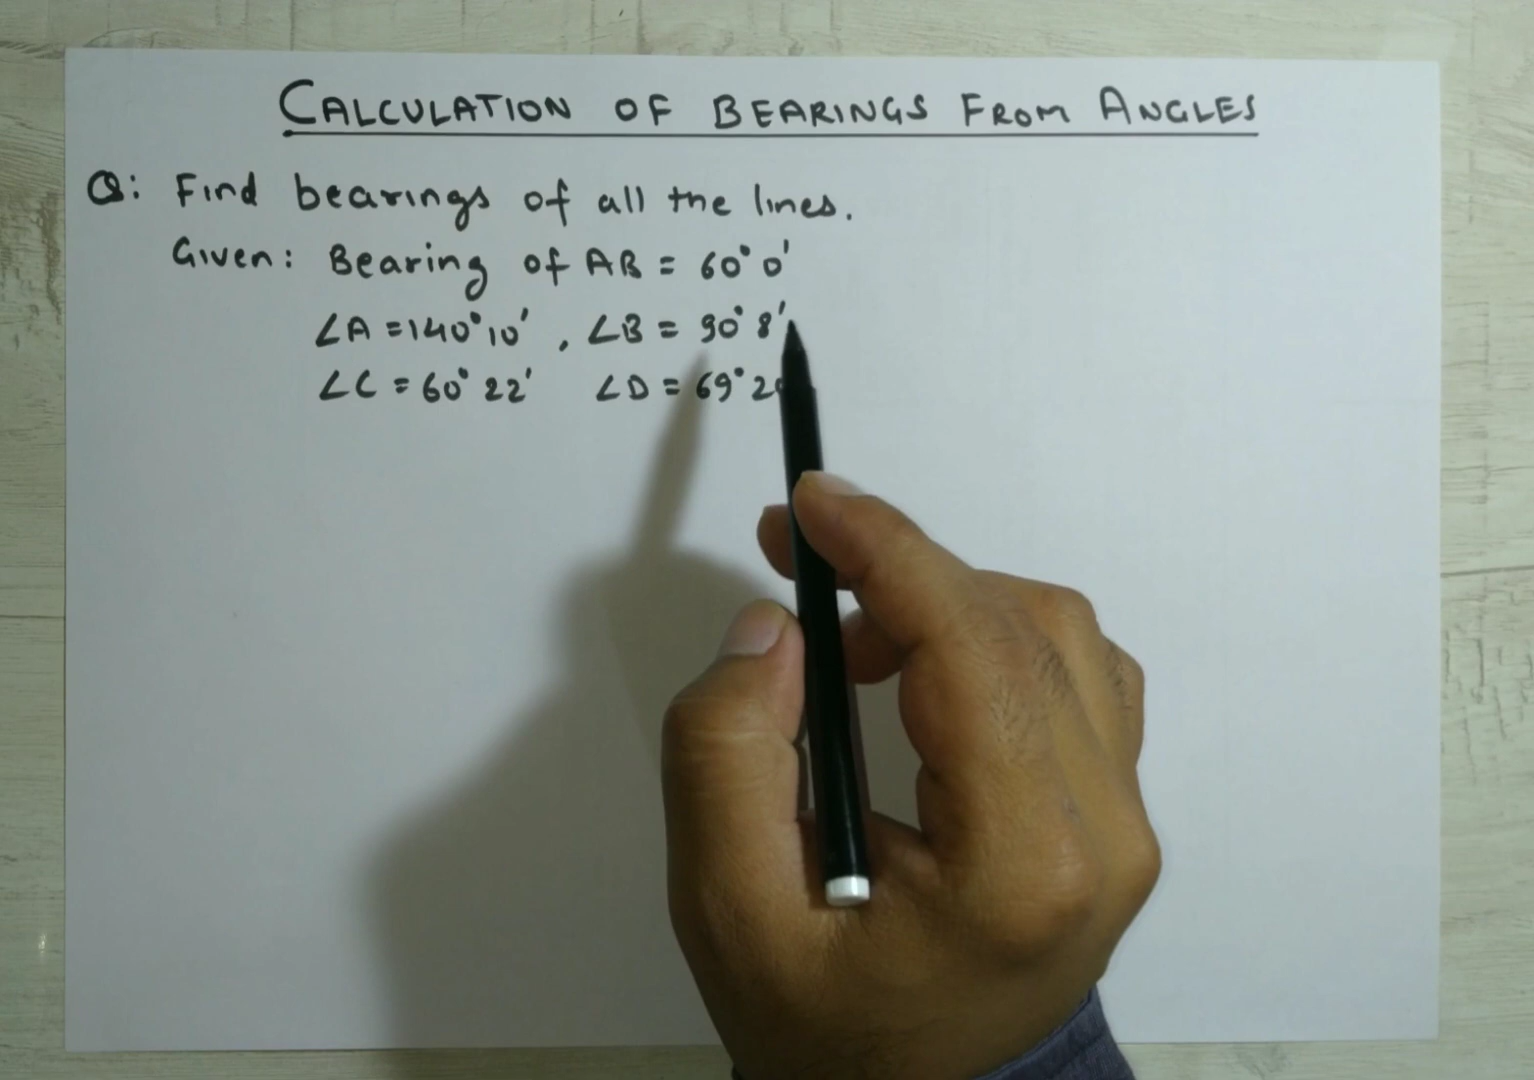 CALCULATION OF BEARINGS FROM ANGLES
Q: Find bearings of all the lines.
Given: Bearing of AB = 60° 0'
∠A = 140° 10' , ∠B = 90° 8'
∠C = 60° 22' ∠D = 69° 2